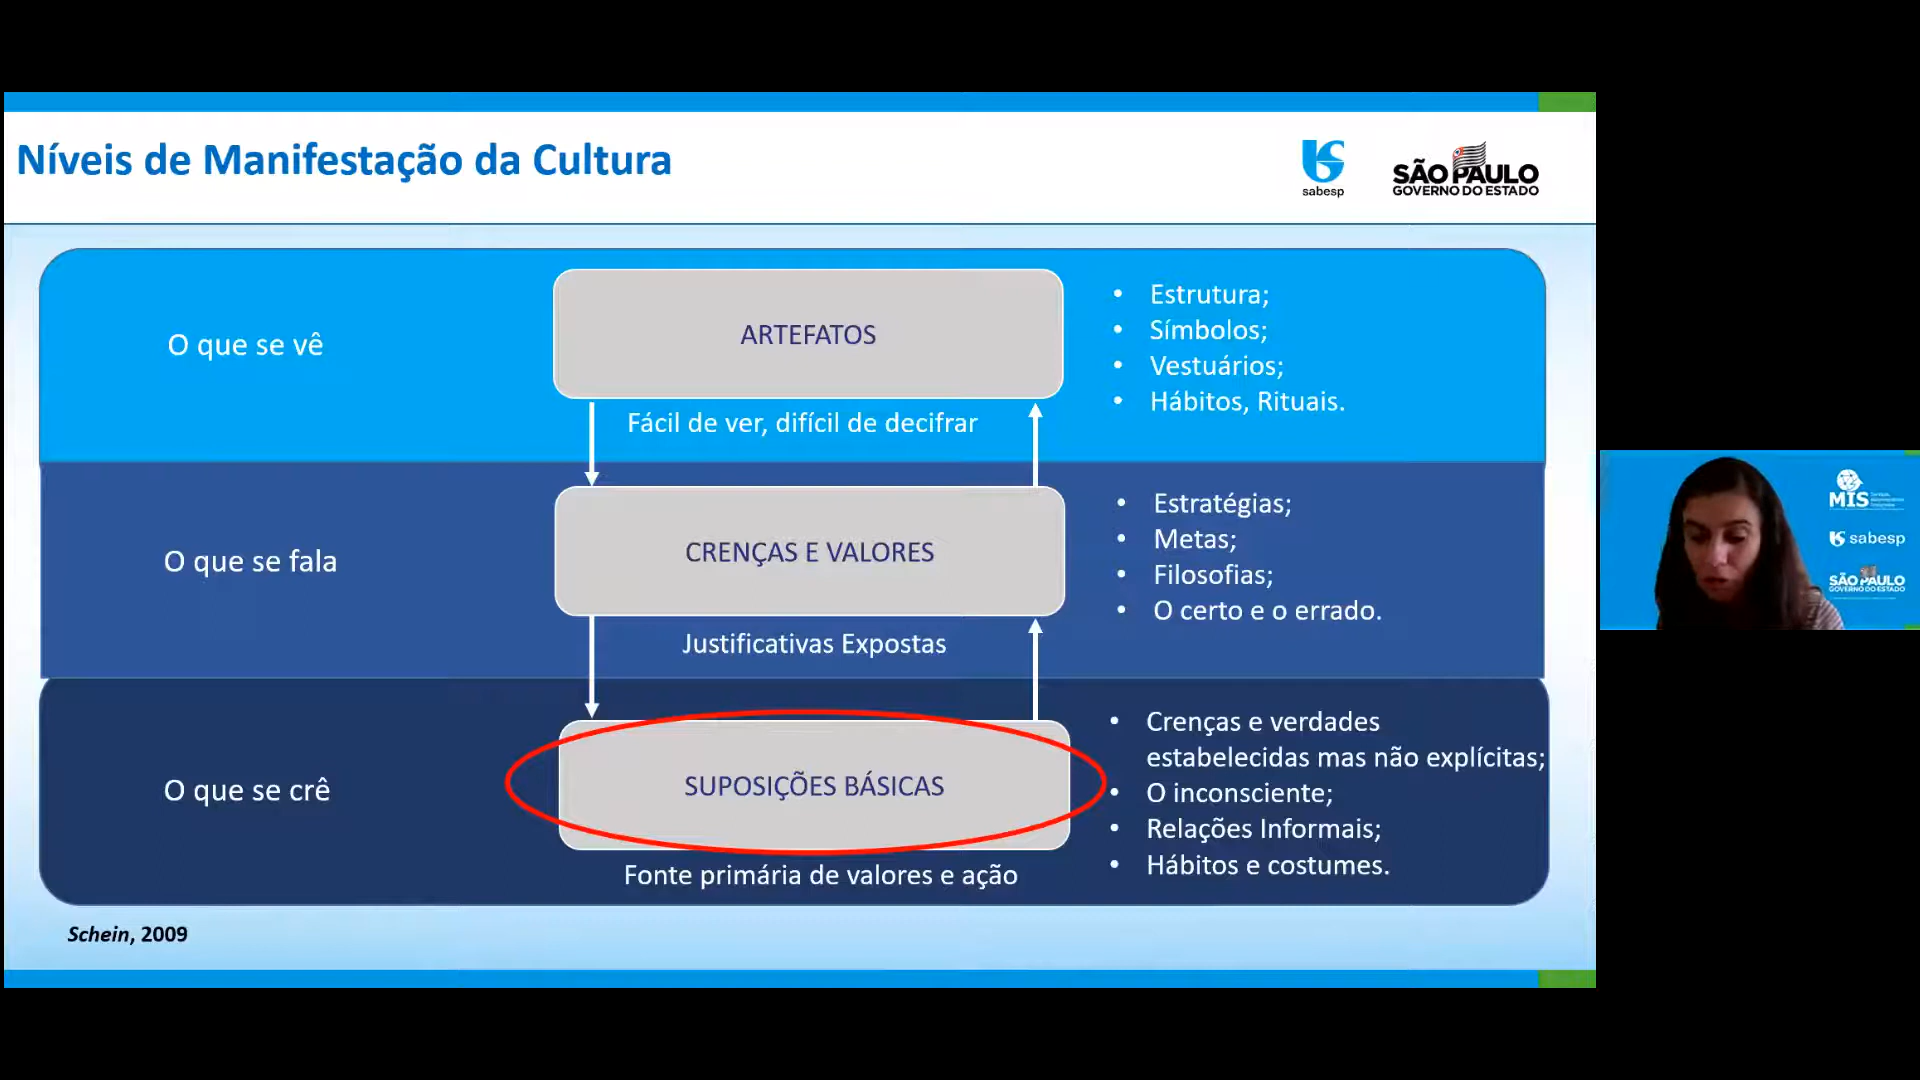 Níveis de Manifestação da Cultura
sabesp
SÃO PAULO
GOVERNO DO ESTADO
O que se vê
ARTEFATOS
• Estrutura;
• Símbolos;
• Vestuários;
• Hábitos, Rituais.
Fácil de ver, difícil de decifrar
O que se fala
CRENÇAS E VALORES
• Estratégias;
• Metas;
• Filosofias;
• O certo e o errado.
Justificativas Expostas
O que se crê
SUPOSIÇÕES BÁSICAS
• Crenças e verdades
estabelecidas mas não explícitas;
• O inconsciente;
• Relações Informais;
• Hábitos e costumes.
Fonte primária de valores e ação
Schein, 2009
MIS
sabesp
SÃO PAULO
GOVERNO DO ESTADO